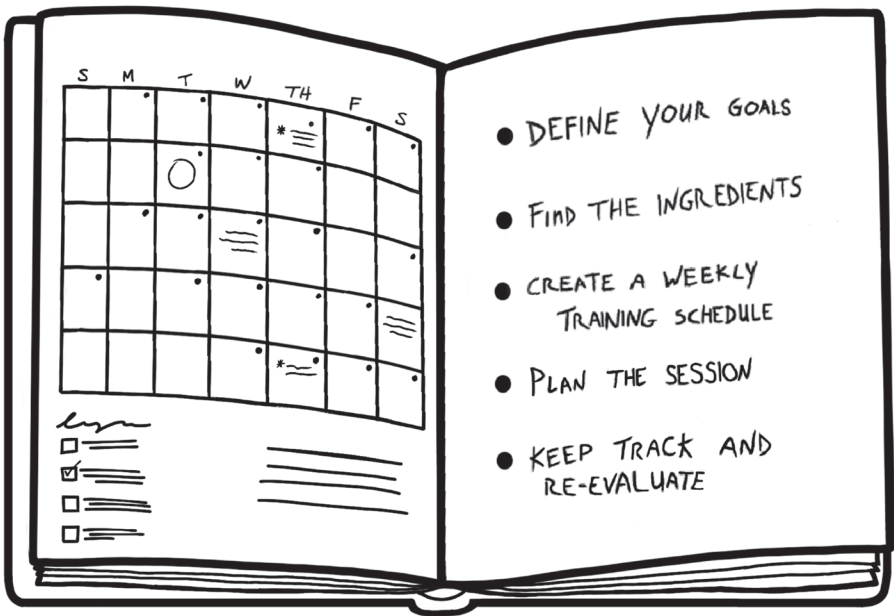 S M T W TH F S
DEFINE YOUR GOALS
FIND THE INGREDIENTS
CREATE A WEEKLY
TRAINING SCHEDULE
PLAN THE SESSION
KEEP TRACK AND
RE-EVALUATE